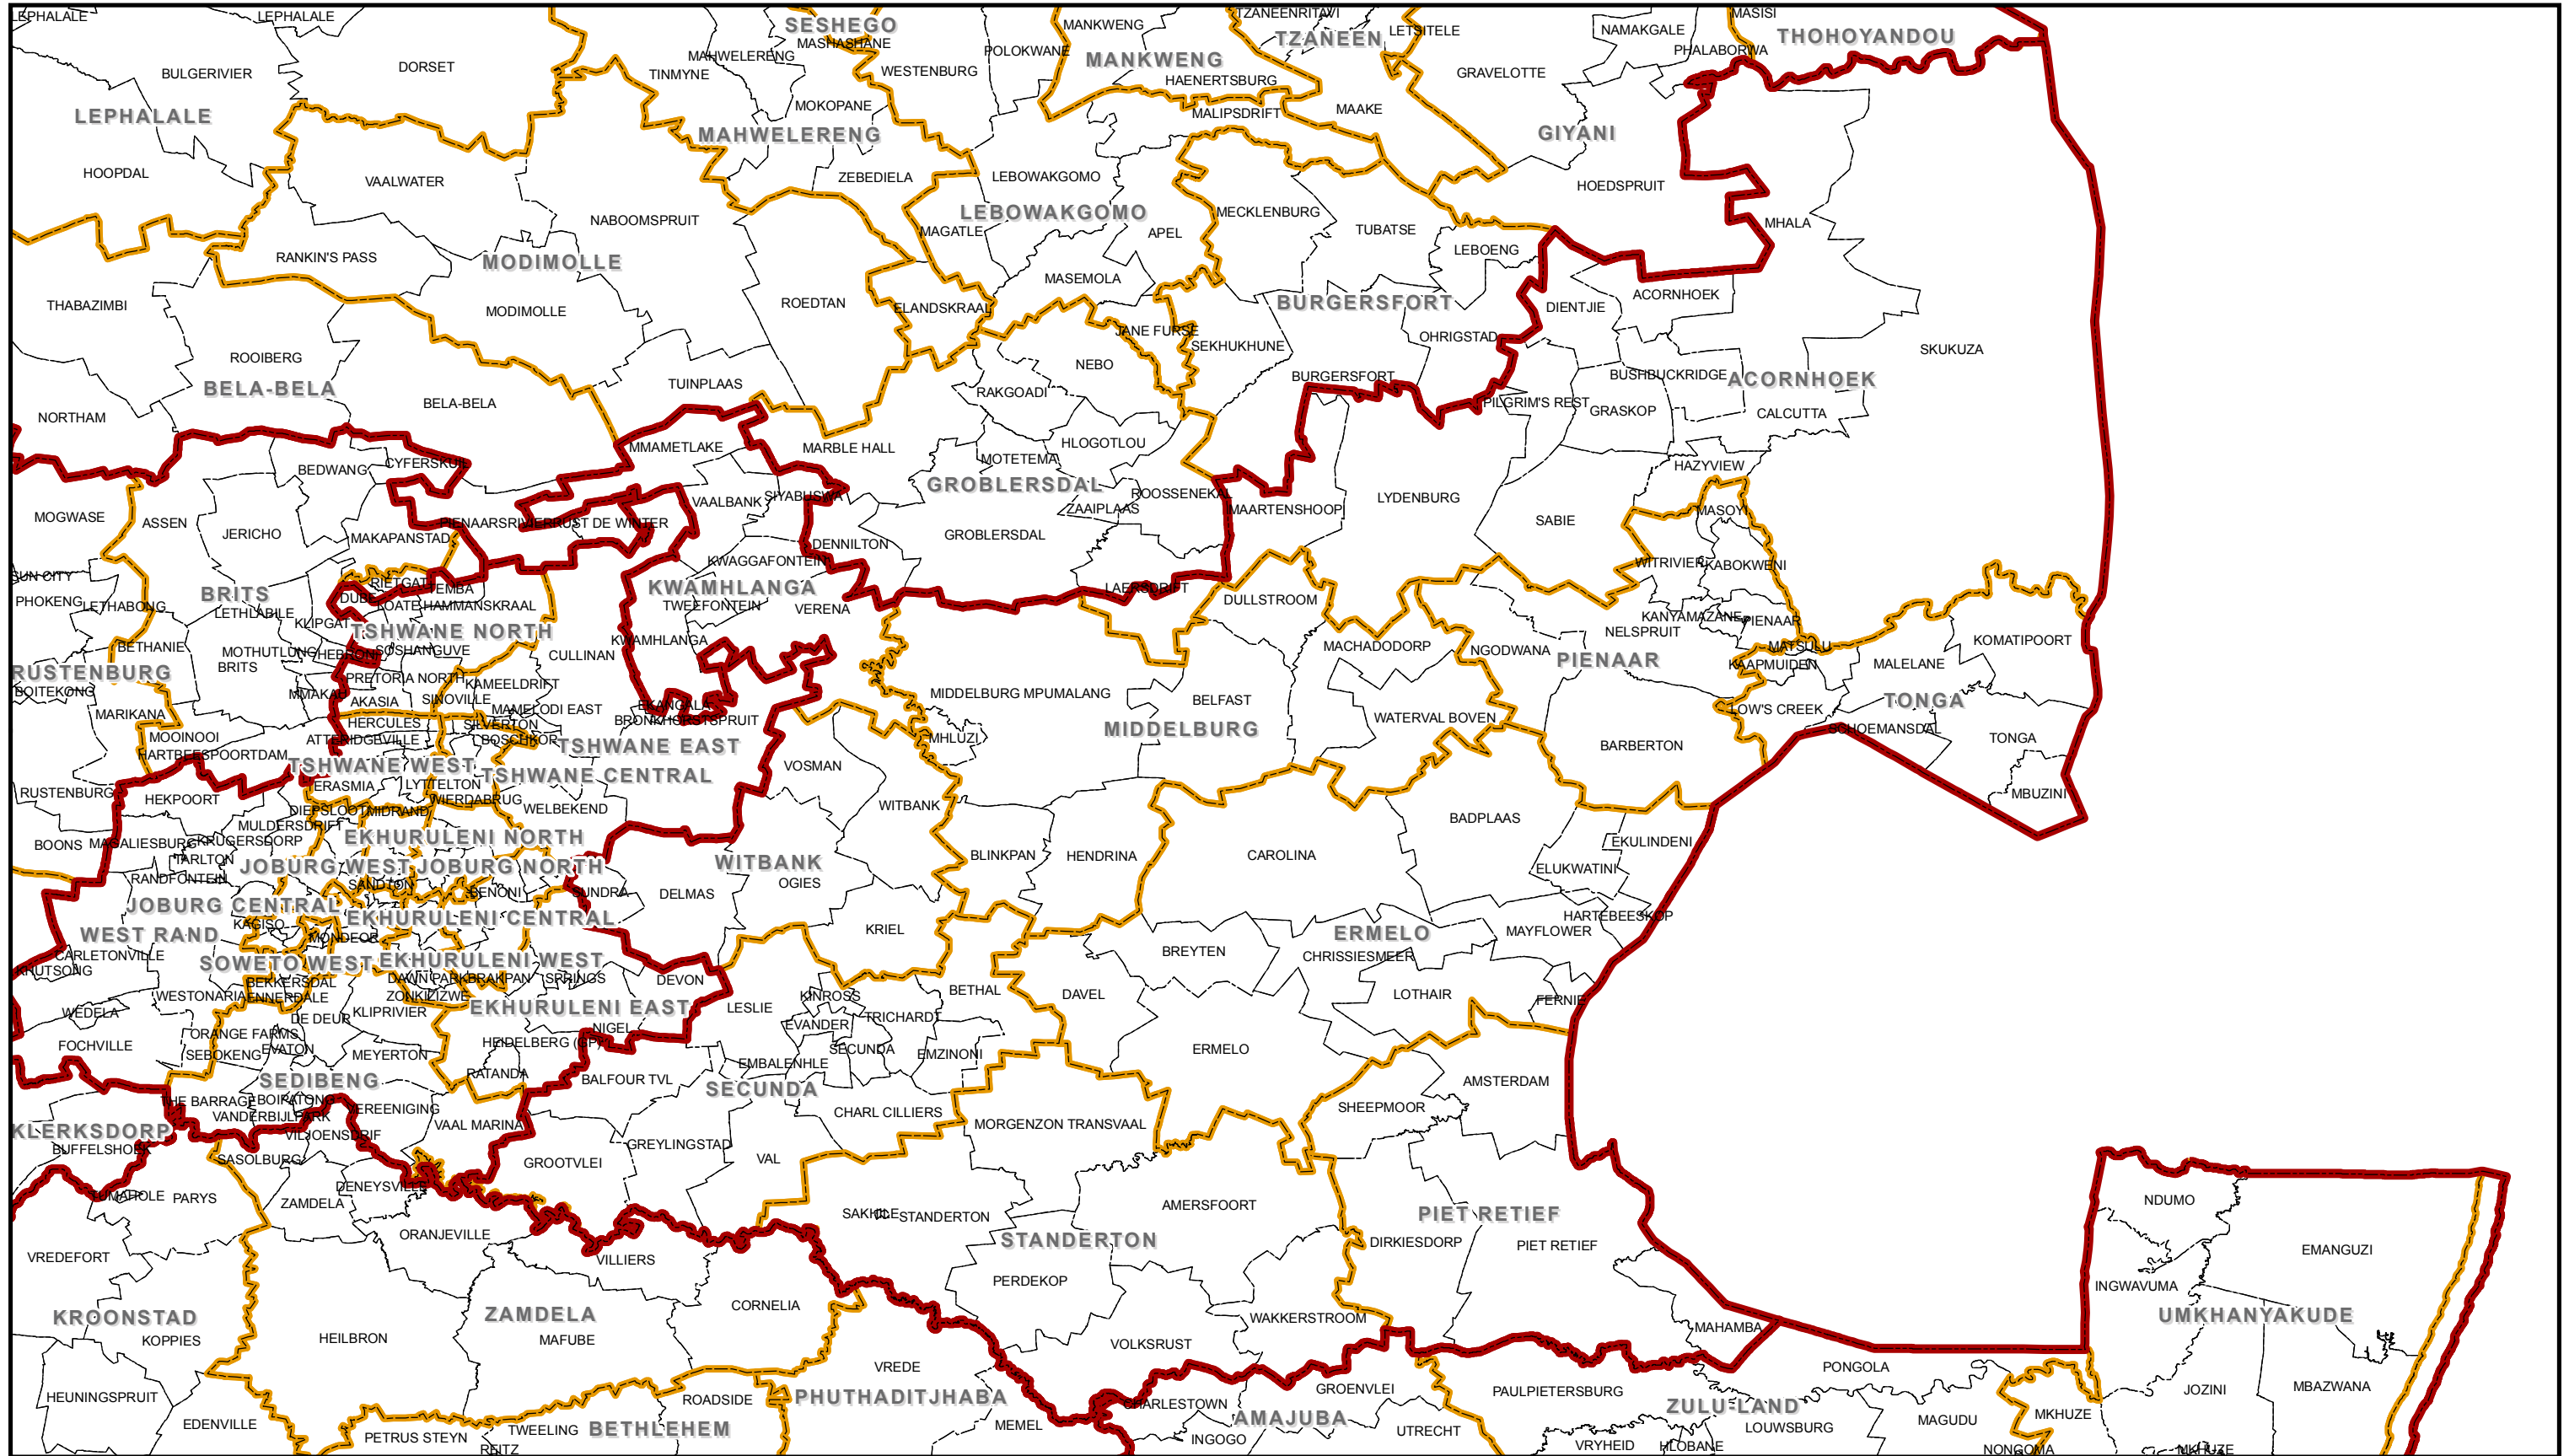 LEPHALALE
LEPHALALE
SESHEGO
MASHASHANE
MANKWENG
TZANEENRITAVI
TZANEEN
LETSITELE
NAMAKGALE
MASISI
THOHOYANDOU
PHALABORWA
MAHWELERENG
POLOKWANE
MANKWENG
BULGERIVIER
DORSET
TINMYNE
WESTENBURG
HAENERTSBURG
GRAVELOTTE
LEPHALALE
MOKOPANE
MALIPSDRIFT
MAAKE
MAHWELERENG
GIYANI
HOOPDAL
VAALWATER
ZEBEDIELA
LEBOWAKGOMO
HOEDSPRUIT
NABOOMSPRUIT
LEBOWAKGOMO
MECKLENBURG
MHALA
MAGATLE
APEL
TUBATSE
LEBOENG
RANKIN'S PASS
MODIMOLLE
MASEMOLA
THABAZIMBI
MODIMOLLE
ROEDTAN
ELANDSKRAAL
BURGERSFORT
DIENTJIE
ACORNHOEK
JANE FURSE
SEKHUKHUNE
OHRIGSTAD
SKUKUZA
ROOIBERG
NEBO
BELA-BELA
TUINPLAAS
RAKGOADI
BURGERSFORT
BUSHBUCKRIDGE
ACORNHOEK
NORTHAM
BELA-BELA
PILGRIM'S REST
GRASKOP
CALCUTTA
MMAMETLAKE
MARBLE HALL
HLOGOTLOU
MOTETEMA
BEDWANG
CYFERSKUIL
HAZYVIEW
GROBLERSDAL
ROOSSENEKAL
VAALBANK
SIYABUSWA
LYDENBURG
MOGWASE
ASSEN
PIENAARSRIVIER
RUST DE WINTER
ZAAIPLAAS
MAARTENSHOOP
MASOYI
SABIE
JERICHO
MAKAPANSTAD
DENNILTON
GROBLERSDAL
KWAGGAFONTEIN
WITRIVIER
KABOKWENI
SUN CITY
RIETGAT
TEMBA
KWAMHLANGA
LAERSDRIFT
PHOKENG
LETHABONG
BRITS
DUBE
LOATE
HAMMANSKRAAL
TWEEFONTEIN
VERENA
DULLSTROOM
LETHLABILE
KLIPGAT
KANYAMAZANE
PIENAAR
TSHWANE NORTH
NELSPRUIT
BETHANIE
MOTHUTLUNG
HEBRON
SOSHANGUVE
CULLINAN
KWAMHLANGA
MACHADODORP
NGODWANA
PIENAAR
MATSULU
KOMATIPOORT
RUSTENBURG
BRITS
KAAPMUIDEN
MALELANE
BOITEKONG
MMAKAU
PRETORIA NORTH
KAMEELDRIFT
MIDDELBURG MPUMALANG
BELFAST
TONGA
MARIKANA
AKASIA
SINOVILLE
MAMELODI EAST
EKANGALA
LOW'S CREEK
HERCULES
SILVERTON
BRONKHORSTSPRUIT
WATERVAL BOVEN
MIDDELBURG
MOOINOOI
ATTERIDGEVILLE
BOSCHKOP
TSHWANE EAST
MHLUZI
BARBERTON
SCHOEMANSDAL
TONGA
HARTBEESPOORTDAM
TSHWANE WEST
TSHWANE CENTRAL
VOSMAN
RUSTENBURG
ERASMIA
LYTTELTON
HEKPOORT
WIERDABRUG
WELBEKEND
WITBANK
MBUZINI
DIEPSLOOT
MIDRAND
BADPLAAS
MULDERSDRIFT
EKHURULENI NORTH
BOONS
MAGALIESBURG
KRUGERSDORP
EKULINDENI
TARLTON
JOBURG WEST
JOBURG NORTH
WITBANK
BLINKPAN
HENDRINA
CAROLINA
ELUKWATINI
RANDFONTEIN
SANDTON
BENONI
SUNDRA
DELMAS
OGIES
JOBURG CENTRAL
EKHURULENI CENTRAL
HARTEBEESKOP
KAGISO
KRIEL
ERMELO
MAYFLOWER
WEST RAND
MONDEOR
BREYTEN
CHRISSIESMEER
CARLETONVILLE
SOWETO WEST
EKHURULENI WEST
KHUTSONG
DAWN PARK
BRAKPAN
SPRINGS
DEVON
BEKKERSDAL
WESTONARIA
ENNERDALE
ZONKIZIZWE
EKHURULENI EAST
LESLIE
KINROSS
BETHAL
DAVEL
LOTHAIR
FERNIE
WEDELA
DE DEUR
KLIPRIVIER
EVANDER
TRICHARDT
ORANGE FARMS
NIGEL
FOCHVILLE
SEBOKENG
EVATON
MEYERTON
HEIDELBERG (GP)
EMBALENHLE
SECUNDA
EMZINONI
ERMELO
SEDIBENG
RATANDA
BALFOUR TVL
SECUNDA
AMSTERDAM
THE BARRAGE
BOIPATONG
VEREENIGING
CHARL CILLIERS
SHEEPMOOR
VANDERBIJLPARK
VAAL MARINA
MORGENZON TRANSVAAL
KLERKSDORP
VILJOENSDRIF
BUFFELSHOEK
SASOLBURG
GREYLINGSTAD
GROOTVLEI
VAL
TUMAHOLE
PARYS
DENEYSVILLE
ZAMDELA
AMERSFOORT
NDUMO
SAKHILE
STANDERTON
PIET RETIEF
ORANJEVILLE
STANDERTON
DIRKIESDORP
PIET RETIEF
EMANGUZI
VREDEFORT
VILLIERS
PERDEKOP
INGWAVUMA
KROONSTAD
ZAMDELA
CORNELIA
WAKKERSTROOM
MAHAMBA
UMKHANYAKUDE
KOPPIES
HEILBRON
MAFUBE
VOLKSRUST
VREDE
PONGOLA
HEUNINGSPRUIT
ROADSIDE
PHUTHADITJHABA
CHARLESTOWN
GROENVLEI
PAULPIETERSBURG
JOZINI
MBAZWANA
ZULU-LAND
EDENVILLE
TWEELING
BETHLEHEM
MEMEL
AMAJUBA
UTRECHT
LOUWSBURG
MAGUDU
MKHUZE
PETRUS STEYN
REITZ
INGOGO
VRYHEID
HLOBANE
NONGOMA
MKHUZE